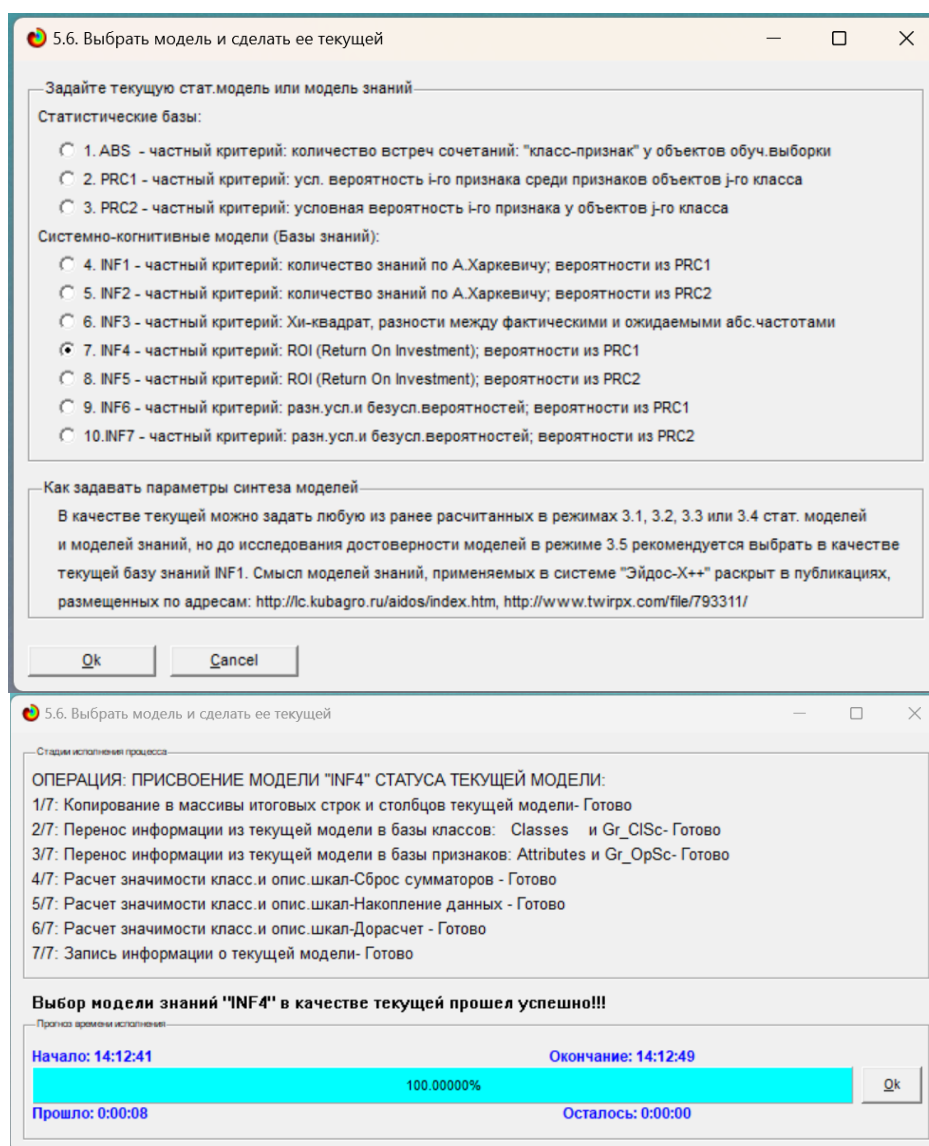 5.6. Выбрать модель и сделать ее текущей
Задайте текущую стат.модель или модель знаний
Статистические базы:
1. ABS - частный критерий: количество встреч сочетаний: "класс-признак" у объектов обуч.выборки
2. PRC1 - частный критерий: усл. вероятность i-го признака среди признаков объектов j-го класса
3. PRC2 - частный критерий: условная вероятность i-го признака у объектов j-го класса
Системно-когнитивные модели (Базы знаний):
4. INF1 - частный критерий: количество знаний по А.Харкевичу; вероятности из PRC1
5. INF2 - частный критерий: количество знаний по А.Харкевичу; вероятности из PRC2
6. INF3 - частный критерий: Хи-квадрат, разности между фактическими и ожидаемыми абс.частотами
7. INF4 - частный критерий: ROI (Return On Investment); вероятности из PRC1
8. INF5 - частный критерий: ROI (Return On Investment); вероятности из PRC2
9. INF6 - частный критерий: разн.усл.и безусл.вероятностей; вероятности из PRC1
10.INF7 - частный критерий: разн.усл.и безусл.вероятностей; вероятности из PRC2
Как задавать параметры синтеза моделей
В качестве текущей можно задать любую из ранее расчитанных в режимах 3.1, 3.2, 3.3 или 3.4 стат. моделей
и моделей знаний, но до исследования достоверности моделей в режиме 3.5 рекомендуется выбрать в качестве
текущей базу знаний INF1. Смысл моделей знаний, применяемых в системе "Эйдос-X++" раскрыт в публикациях,
размещенных по адресам: http://lc.kubagro.ru/aidos/index.htm, http://www.twirpx.com/file/793311/
Ok Cancel
5.6. Выбрать модель и сделать ее текущей
Стадии исполнения процесса
ОПЕРАЦИЯ: ПРИСВОЕНИЕ МОДЕЛИ "INF4" СТАТУСА ТЕКУЩЕЙ МОДЕЛИ:
1/7: Копирование в массивы итоговых строк и столбцов текущей модели- Готово
2/7: Перенос информации из текущей модели в базы классов: Classes и Gr_ClSc- Готово
3/7: Перенос информации из текущей модели в базы признаков: Attributes и Gr_OpSc- Готово
4/7: Расчет значимости класс.и опис.шкал-Сброс сумматоров - Готово
5/7: Расчет значимости класс.и опис.шкал-Накопление данных - Готово
6/7: Расчет значимости класс.и опис.шкал-Дорасчет - Готово
7/7: Запись информации о текущей модели- Готово
Выбор модели знаний "INF4" в качестве текущей прошел успешно!!!
Прогноз времени исполнения
Начало: 14:12:41 Окончание: 14:12:49
100.00000% Ok
Прошло: 0:00:08 Осталось: 0:00:00